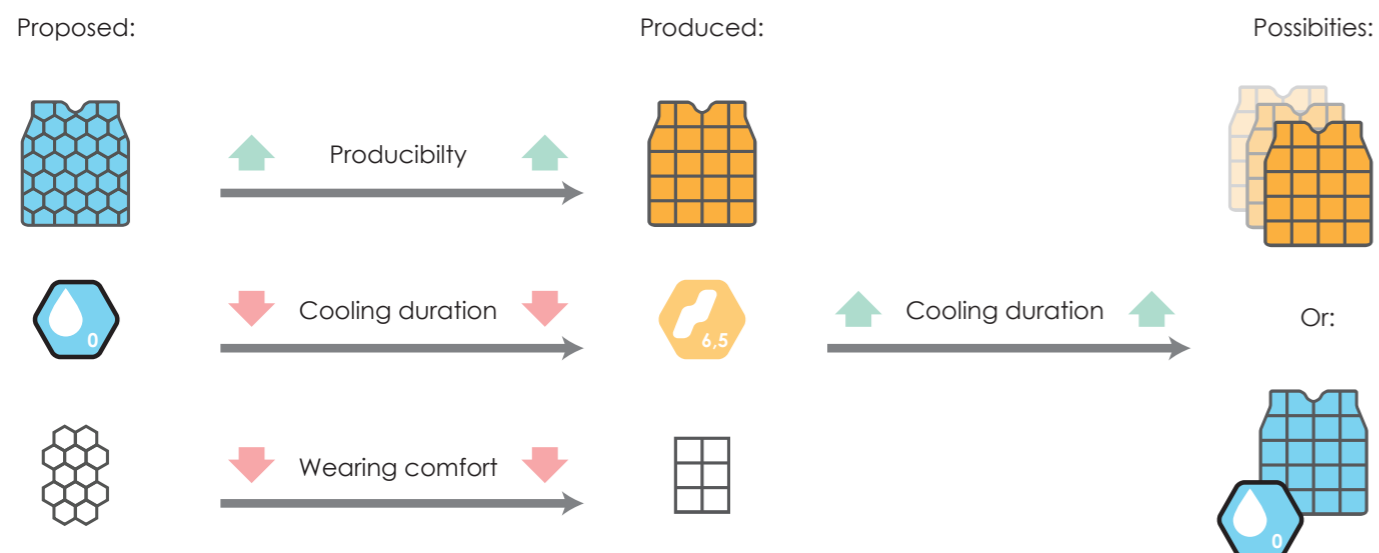 Proposed:
Produced:
Possibities:
Producibilty
0
Cooling duration
6,5
Cooling duration
Or:
Wearing comfort
0